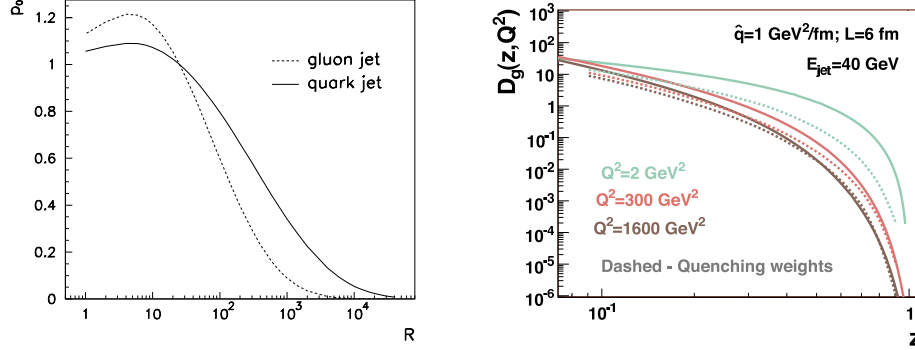 p₀
1.2
1
0.8
0.6
0.4
0.2
0
gluon jet
quark jet
1
10
10²
10³
10⁴
R
D_g(z,Q²)
10³
10²
10
1
10⁻¹
10⁻²
10⁻³
10⁻⁴
10⁻⁵
10⁻⁶
q̂=1 GeV²/fm; L=6 fm
E_jet=40 GeV
Q²=2 GeV²
Q²=300 GeV²
Q²=1600 GeV²
Dashed - Quenching weights
10⁻¹
1
z